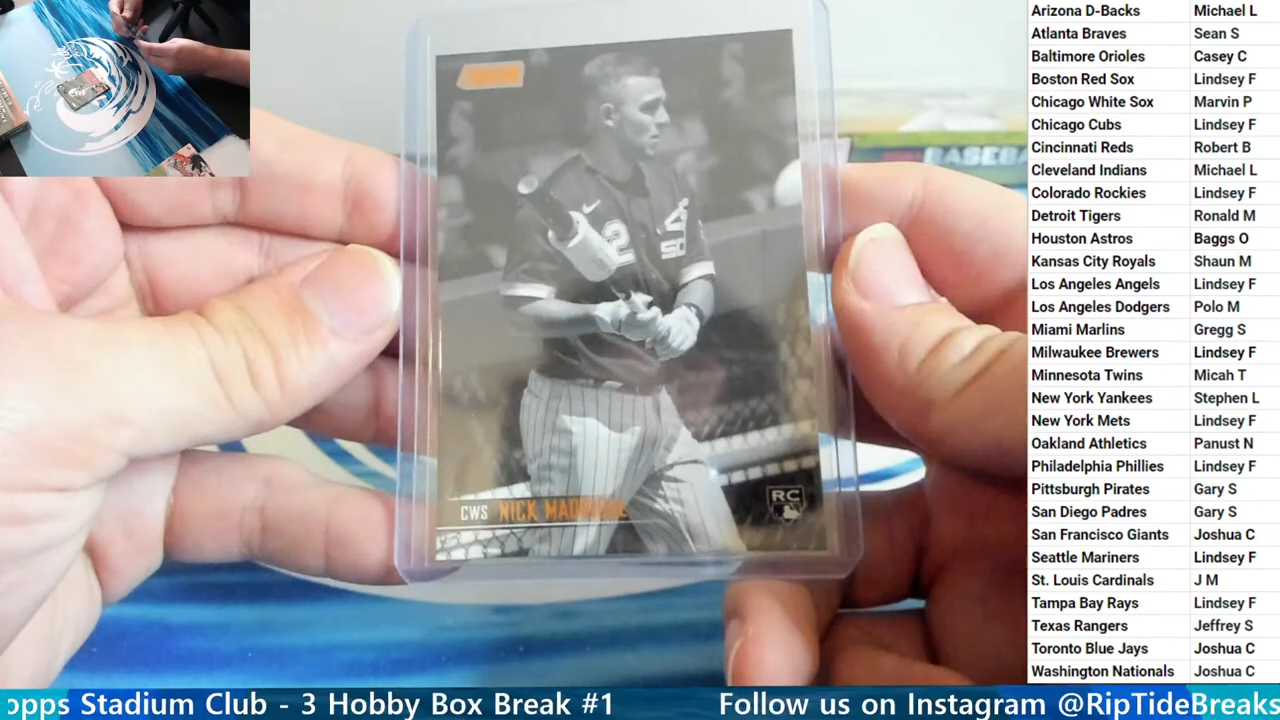 CWS NICK MADRIGAL
RC
2
BASEBA
Arizona D-Backs Michael L
Atlanta Braves Sean S
Baltimore Orioles Casey C
Boston Red Sox Lindsey F
Chicago White Sox Marvin P
Chicago Cubs Lindsey F
Cincinnati Reds Robert B
Cleveland Indians Michael L
Colorado Rockies Lindsey F
Detroit Tigers Ronald M
Houston Astros Baggs O
Kansas City Royals Shaun M
Los Angeles Angels Lindsey F
Los Angeles Dodgers Polo M
Miami Marlins Gregg S
Milwaukee Brewers Lindsey F
Minnesota Twins Micah T
New York Yankees Stephen L
New York Mets Lindsey F
Oakland Athletics Panust N
Philadelphia Phillies Lindsey F
Pittsburgh Pirates Gary S
San Diego Padres Gary S
San Francisco Giants Joshua C
Seattle Mariners Lindsey F
St. Louis Cardinals J M
Tampa Bay Rays Lindsey F
Texas Rangers Jeffrey S
Toronto Blue Jays Joshua C
Washington Nationals Joshua C
opps Stadium Club - 3 Hobby Box Break #1 Follow us on Instagram @RipTideBreaks